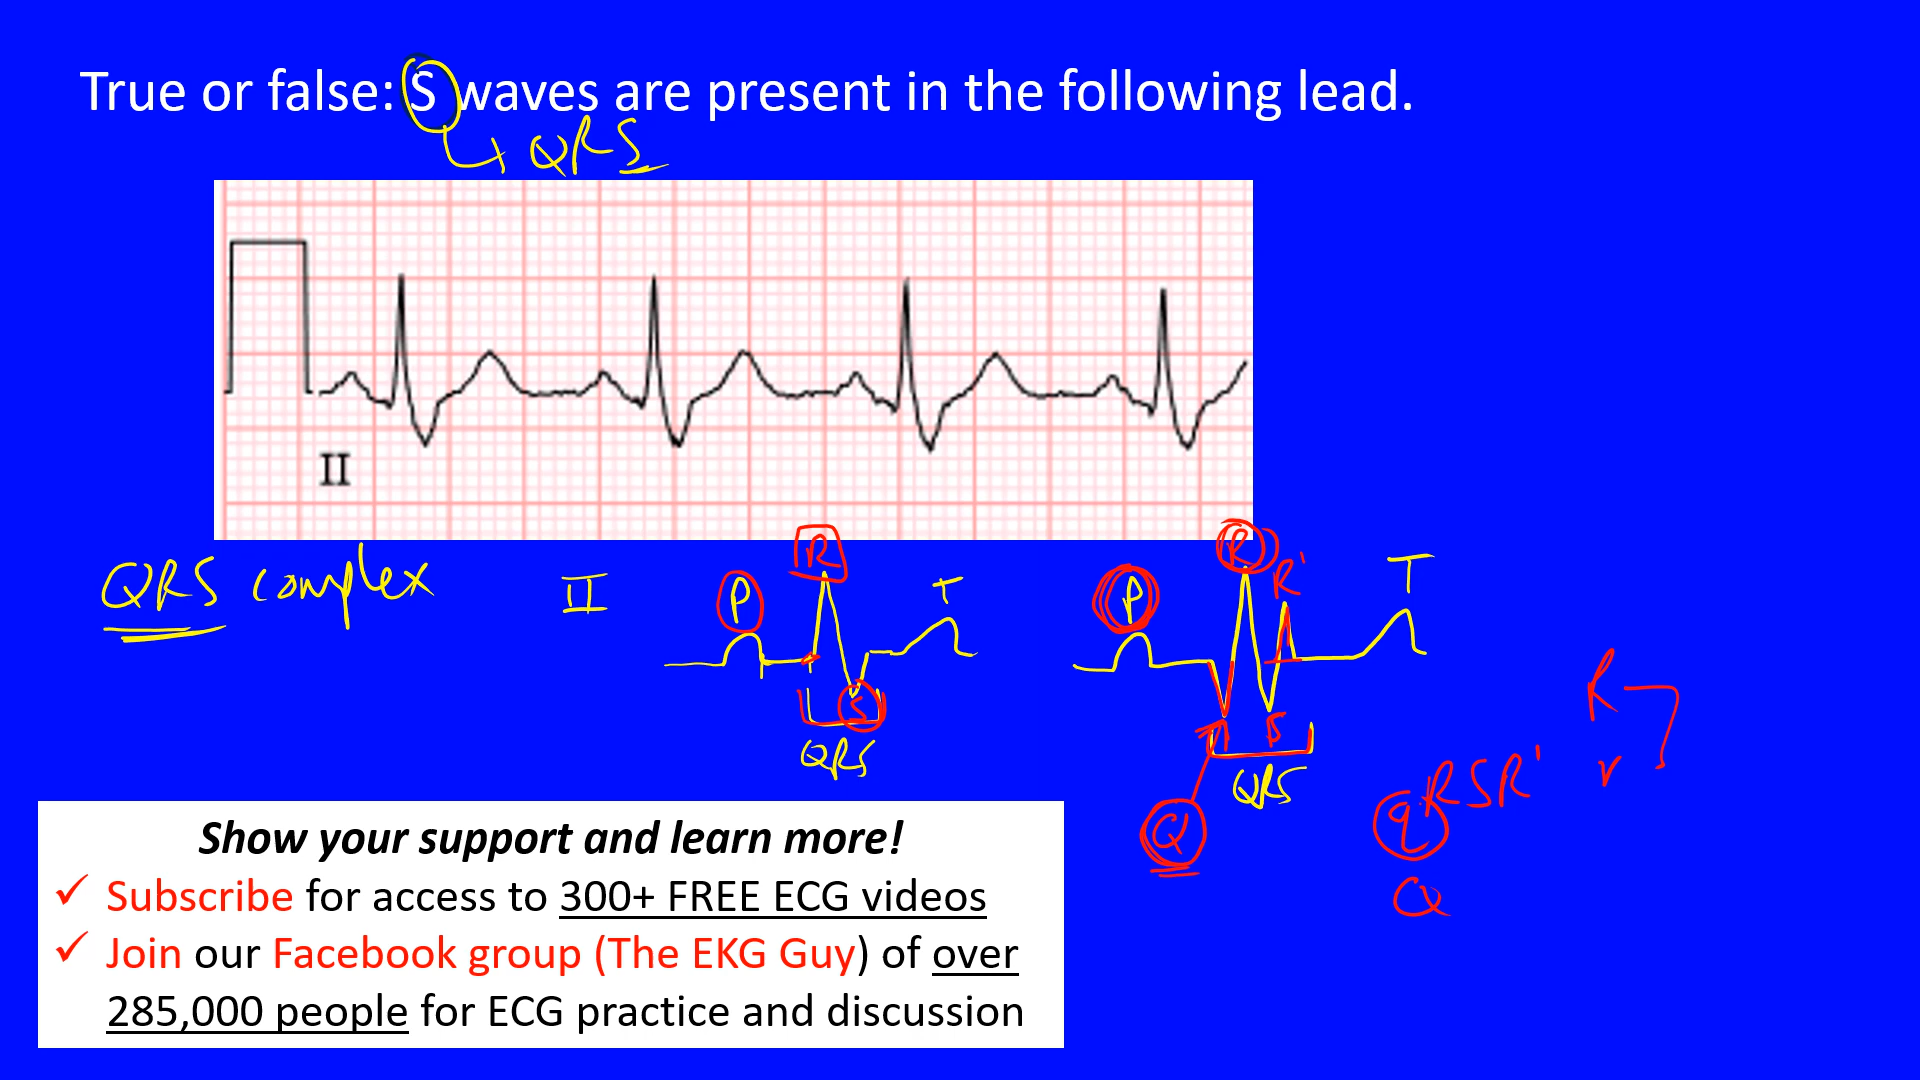 True or false: S waves are present in the following lead.
QRS
II
QRS complex
II
P
R
S
T
QRS
P
R
R'
S
T
QRS
Q
qRSR'
Q
R
r
Show your support and learn more!
✓ Subscribe for access to 300+ FREE ECG videos
✓ Join our Facebook group (The EKG Guy) of over
285,000 people for ECG practice and discussion